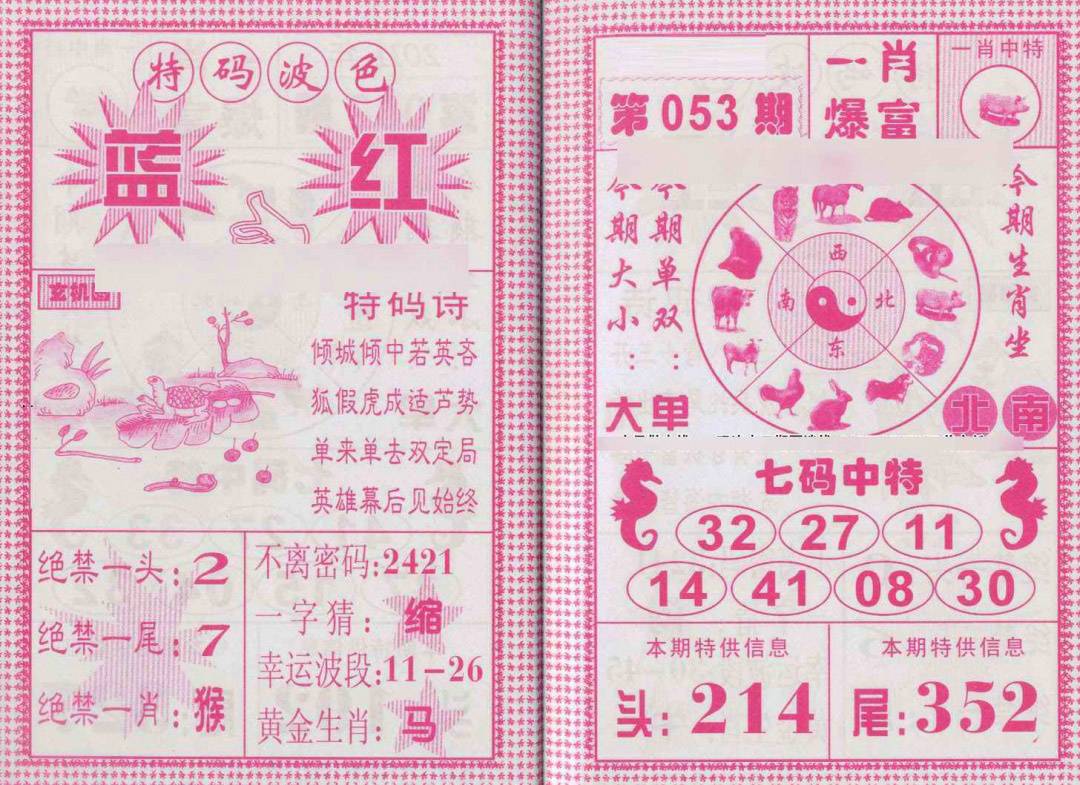 特码波色
蓝 红
特码诗
倾城倾中若英吝
狐假虎成适芦势
单来单去双定局
英雄幕后见始终
绝禁一头:2
绝禁一尾:7
绝禁一肖:猴
不离密码:2421
一字猜:缩
幸运波段:11-26
黄金生肖:马
第053期
一肖
爆富
一肖中特
今期大小:大
今期单双:单
西
南 北
东
今期生肖坐
北 南
七码中特
32 27 11
14 41 08 30
本期特供信息
头:214
本期特供信息
尾:352